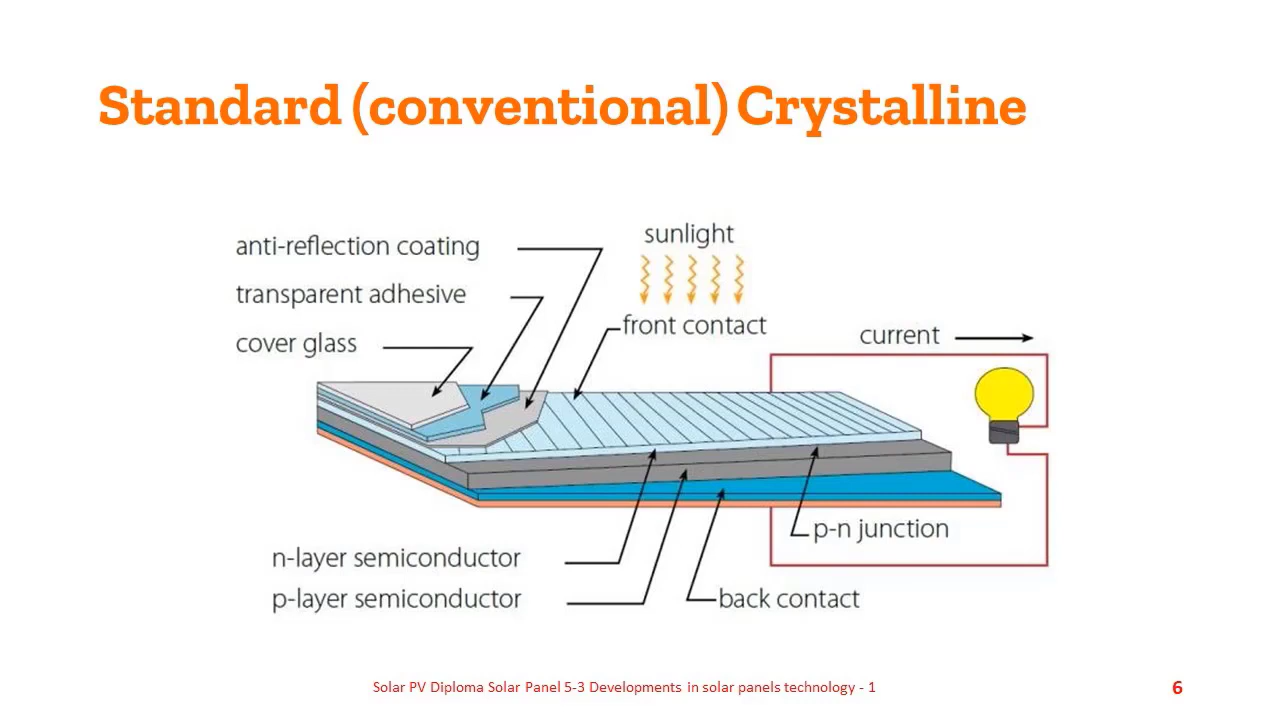 Standard (conventional) Crystalline
anti-reflection coating
transparent adhesive
cover glass
sunlight
front contact
current
n-layer semiconductor
p-layer semiconductor
p-n junction
back contact
Solar PV Diploma Solar Panel 5-3 Developments in solar panels technology - 1
6